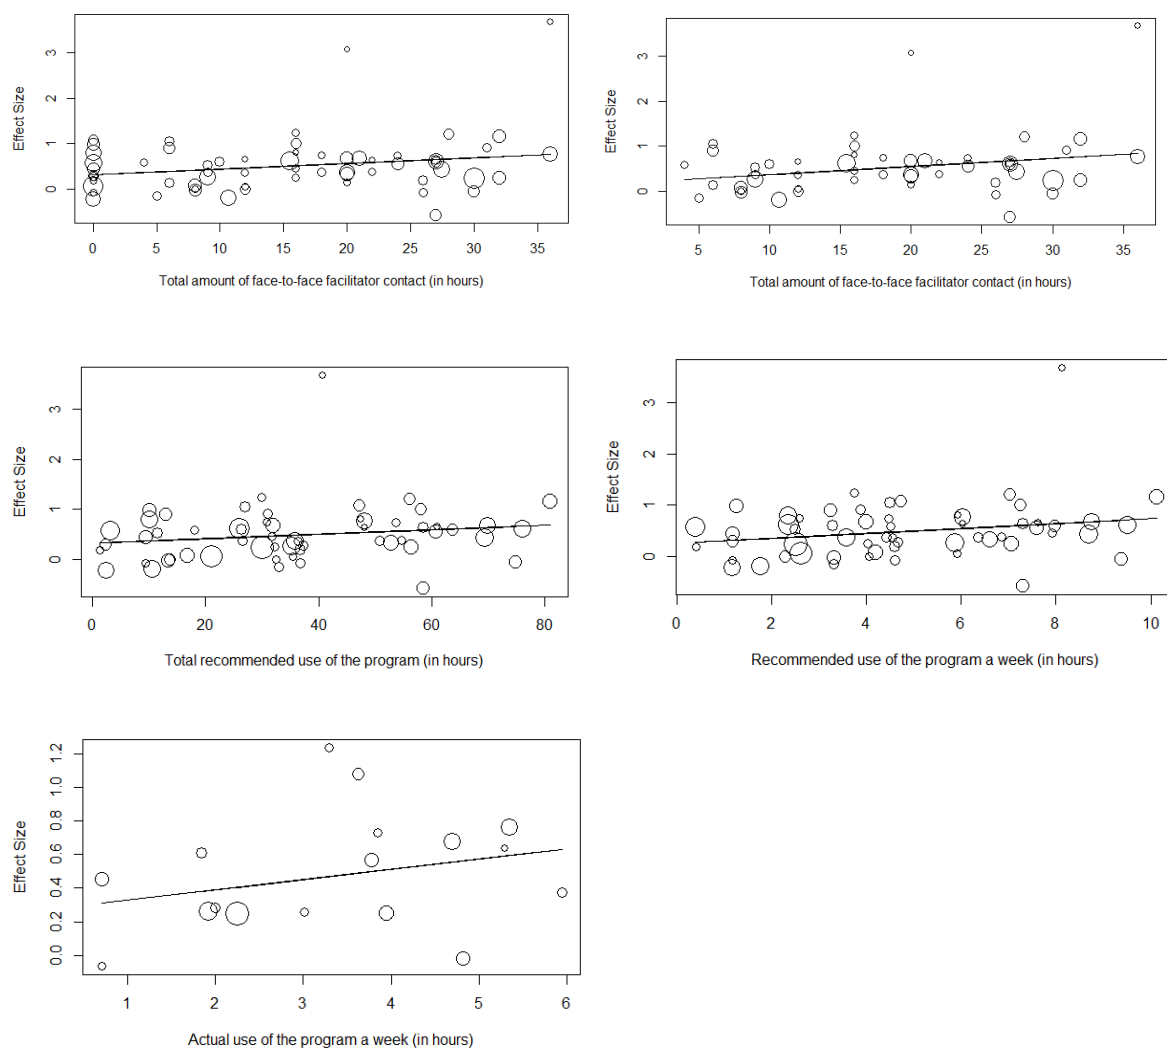 Effect Size
3
2
1
0
0 5 10 15 20 25 30 35
Total amount of face-to-face facilitator contact (in hours)
Effect Size
3
2
1
0
5 10 15 20 25 30 35
Total amount of face-to-face facilitator contact (in hours)
Effect Size
3
2
1
0
0 20 40 60 80
Total recommended use of the program (in hours)
Effect Size
3
2
1
0
0 2 4 6 8 10
Recommended use of the program a week (in hours)
Effect Size
1.2
1.0
0.8
0.6
0.4
0.2
0.0
1 2 3 4 5 6
Actual use of the program a week (in hours)